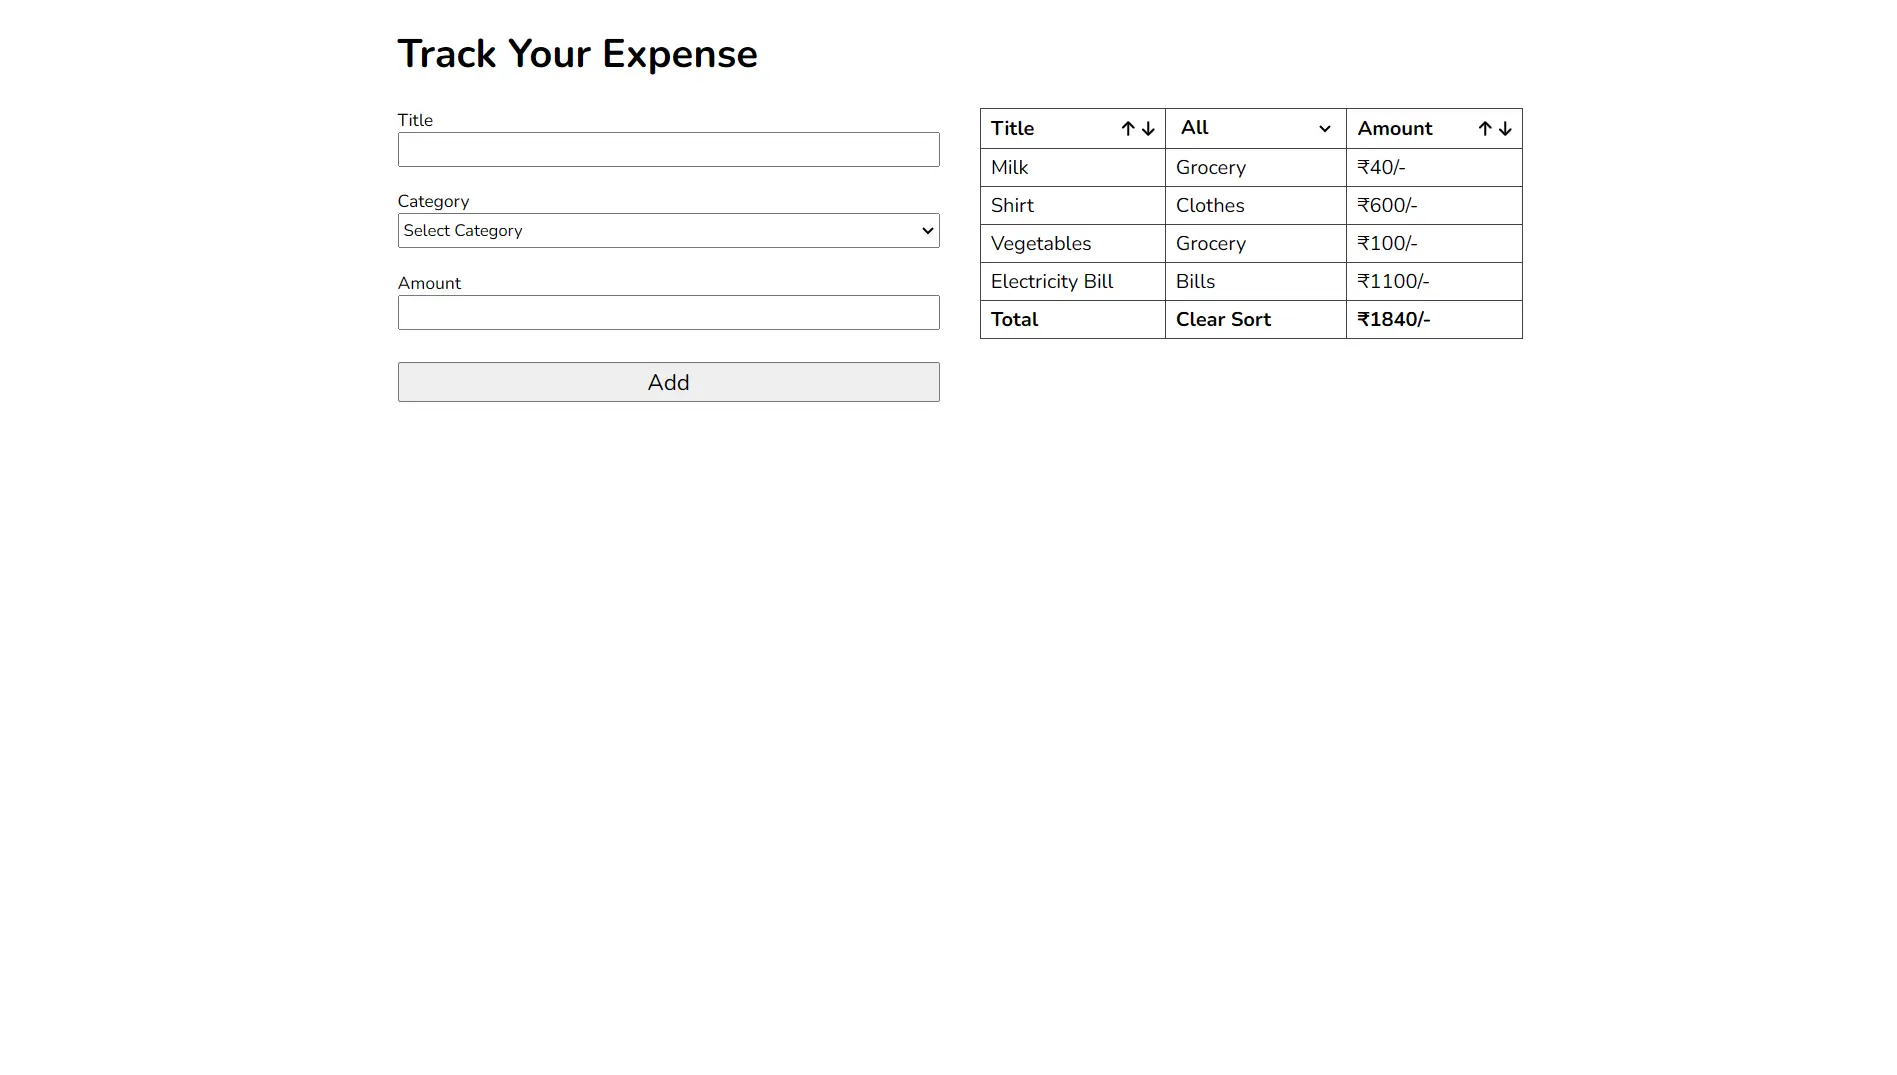 Track Your Expense
Title
Category
Select Category
Amount
Add
Title ↑ ↓ All Amount ↑ ↓
Milk Grocery ₹40/-
Shirt Clothes ₹600/-
Vegetables Grocery ₹100/-
Electricity Bill Bills ₹1100/-
Total Clear Sort ₹1840/-